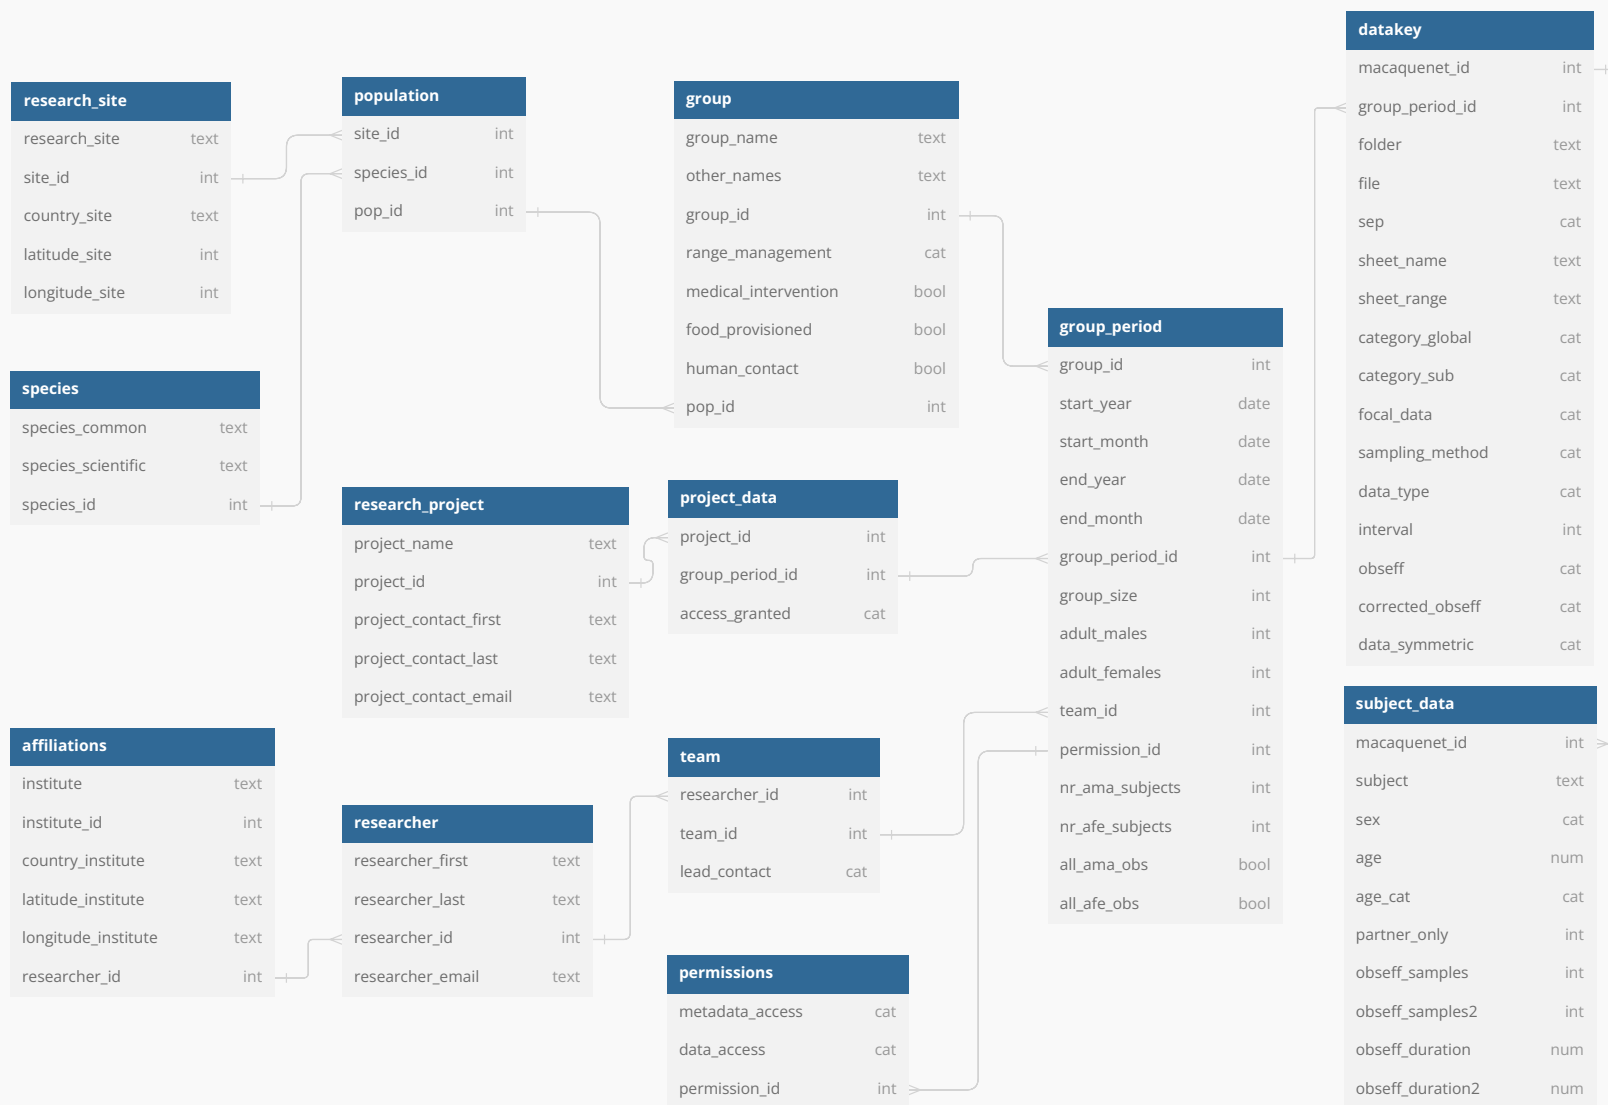 research_site
research_site text
site_id int
country_site text
latitude_site int
longitude_site int
species
species_common text
species_scientific text
species_id int
affiliations
institute text
institute_id int
country_institute text
latitude_institute text
longitude_institute text
researcher_id int
population
site_id int
species_id int
pop_id int
research_project
project_name text
project_id int
project_contact_first text
project_contact_last text
project_contact_email text
researcher
researcher_first text
researcher_last text
researcher_id int
researcher_email text
group
group_name text
other_names text
group_id int
range_management cat
medical_intervention bool
food_provisioned bool
human_contact bool
pop_id int
project_data
project_id int
group_period_id int
access_granted cat
team
researcher_id int
team_id int
lead_contact cat
permissions
metadata_access cat
data_access cat
permission_id int
group_period
group_id int
start_year date
start_month date
end_year date
end_month date
group_period_id int
group_size int
adult_males int
adult_females int
team_id int
permission_id int
nr_ama_subjects int
nr_afe_subjects int
all_ama_obs bool
all_afe_obs bool
datakey
macaquenet_id int
group_period_id int
folder text
file text
sep cat
sheet_name text
sheet_range text
category_global cat
category_sub cat
focal_data cat
sampling_method cat
data_type cat
interval int
obseff cat
corrected_obseff cat
data_symmetric cat
subject_data
macaquenet_id int
subject text
sex cat
age num
age_cat cat
partner_only int
obseff_samples int
obseff_samples2 int
obseff_duration num
obseff_duration2 num